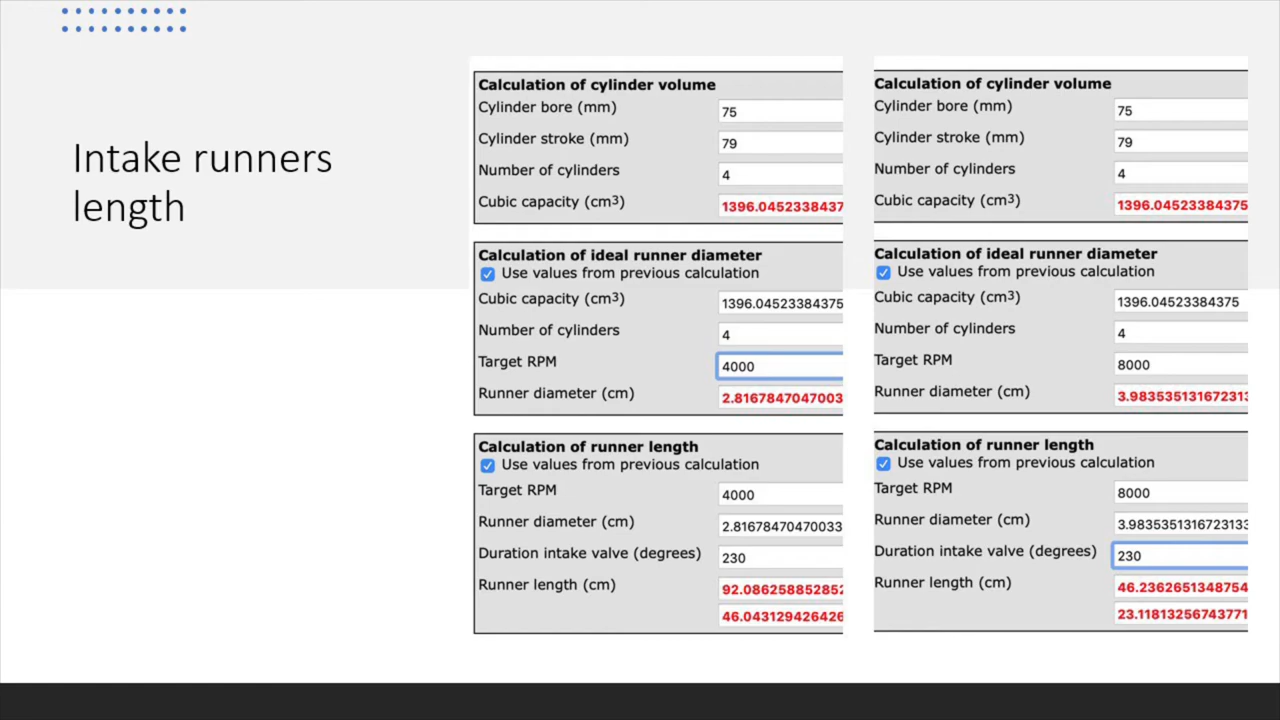 Intake runners
length
Calculation of cylinder volume
Cylinder bore (mm) 75
Cylinder stroke (mm) 79
Number of cylinders 4
Cubic capacity (cm3) 1396.0452338437
Calculation of ideal runner diameter
Use values from previous calculation
Cubic capacity (cm3) 1396.04523384375
Number of cylinders 4
Target RPM 4000
Runner diameter (cm) 2.8167847047003
Calculation of runner length
Use values from previous calculation
Target RPM 4000
Runner diameter (cm) 2.81678470470033
Duration intake valve (degrees) 230
Runner length (cm) 92.086258852852
46.043129426426
Calculation of cylinder volume
Cylinder bore (mm) 75
Cylinder stroke (mm) 79
Number of cylinders 4
Cubic capacity (cm3) 1396.04523384375
Calculation of ideal runner diameter
Use values from previous calculation
Cubic capacity (cm3) 1396.04523384375
Number of cylinders 4
Target RPM 8000
Runner diameter (cm) 3.983535131672313
Calculation of runner length
Use values from previous calculation
Target RPM 8000
Runner diameter (cm) 3.9835351316723133
Duration intake valve (degrees) 230
Runner length (cm) 46.2362651348754
23.11813256743771